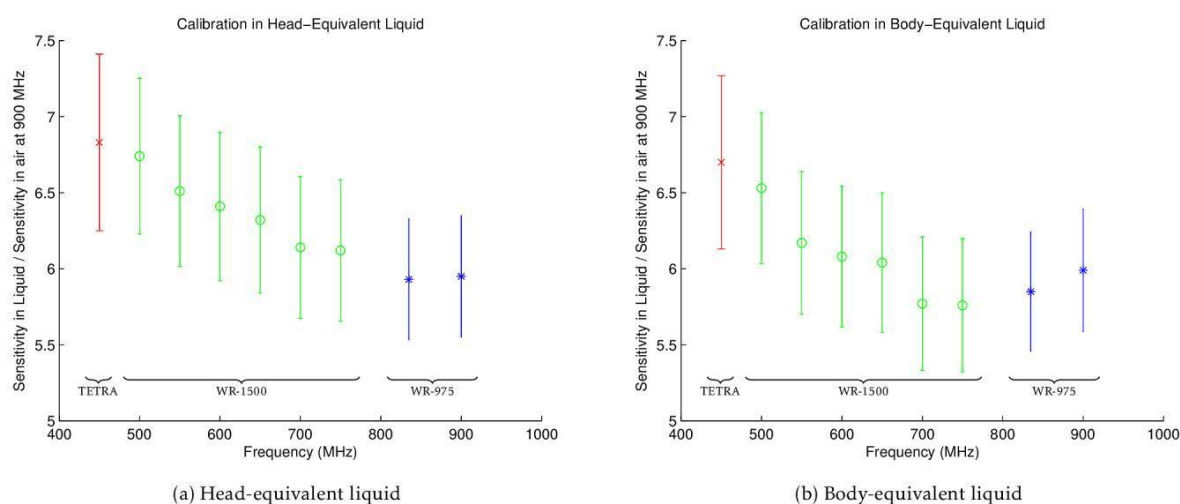 Calibration in Head−Equivalent Liquid
7.5
7
6.5
6
5.5
5
Sensitivity in Liquid / Sensitivity in air at 900 MHz
TETRA
WR-1500
WR-975
400 500 600 700 800 900 1000
Frequency (MHz)
(a) Head-equivalent liquid
Calibration in Body−Equivalent Liquid
7.5
7
6.5
6
5.5
5
Sensitivity in Liquid / Sensitivity in air at 900 MHz
TETRA
WR-1500
WR-975
400 500 600 700 800 900 1000
Frequency (MHz)
(b) Body-equivalent liquid